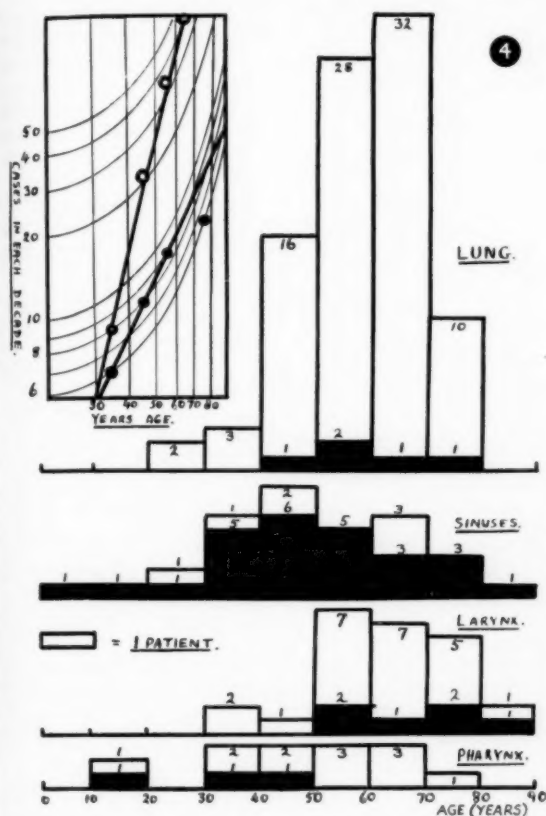 4
50
40
30
20
10
8
6
CASES IN EACH DECADE.
30 40 50 60 70 80
YEARS AGE.
LUNG.
32
28
16
10
2 3
1 2 1 1
SINUSES.
2
1 6 3
5 5
1 3 3
1 1 1 1
LARYNX.
= 1 PATIENT.
7 7 5
2 1 2 1 2 1
1
PHARYNX.
1 2 2 3 3
1 1 1 1
0 10 20 30 40 50 60 70 80 40
AGE (YEARS)